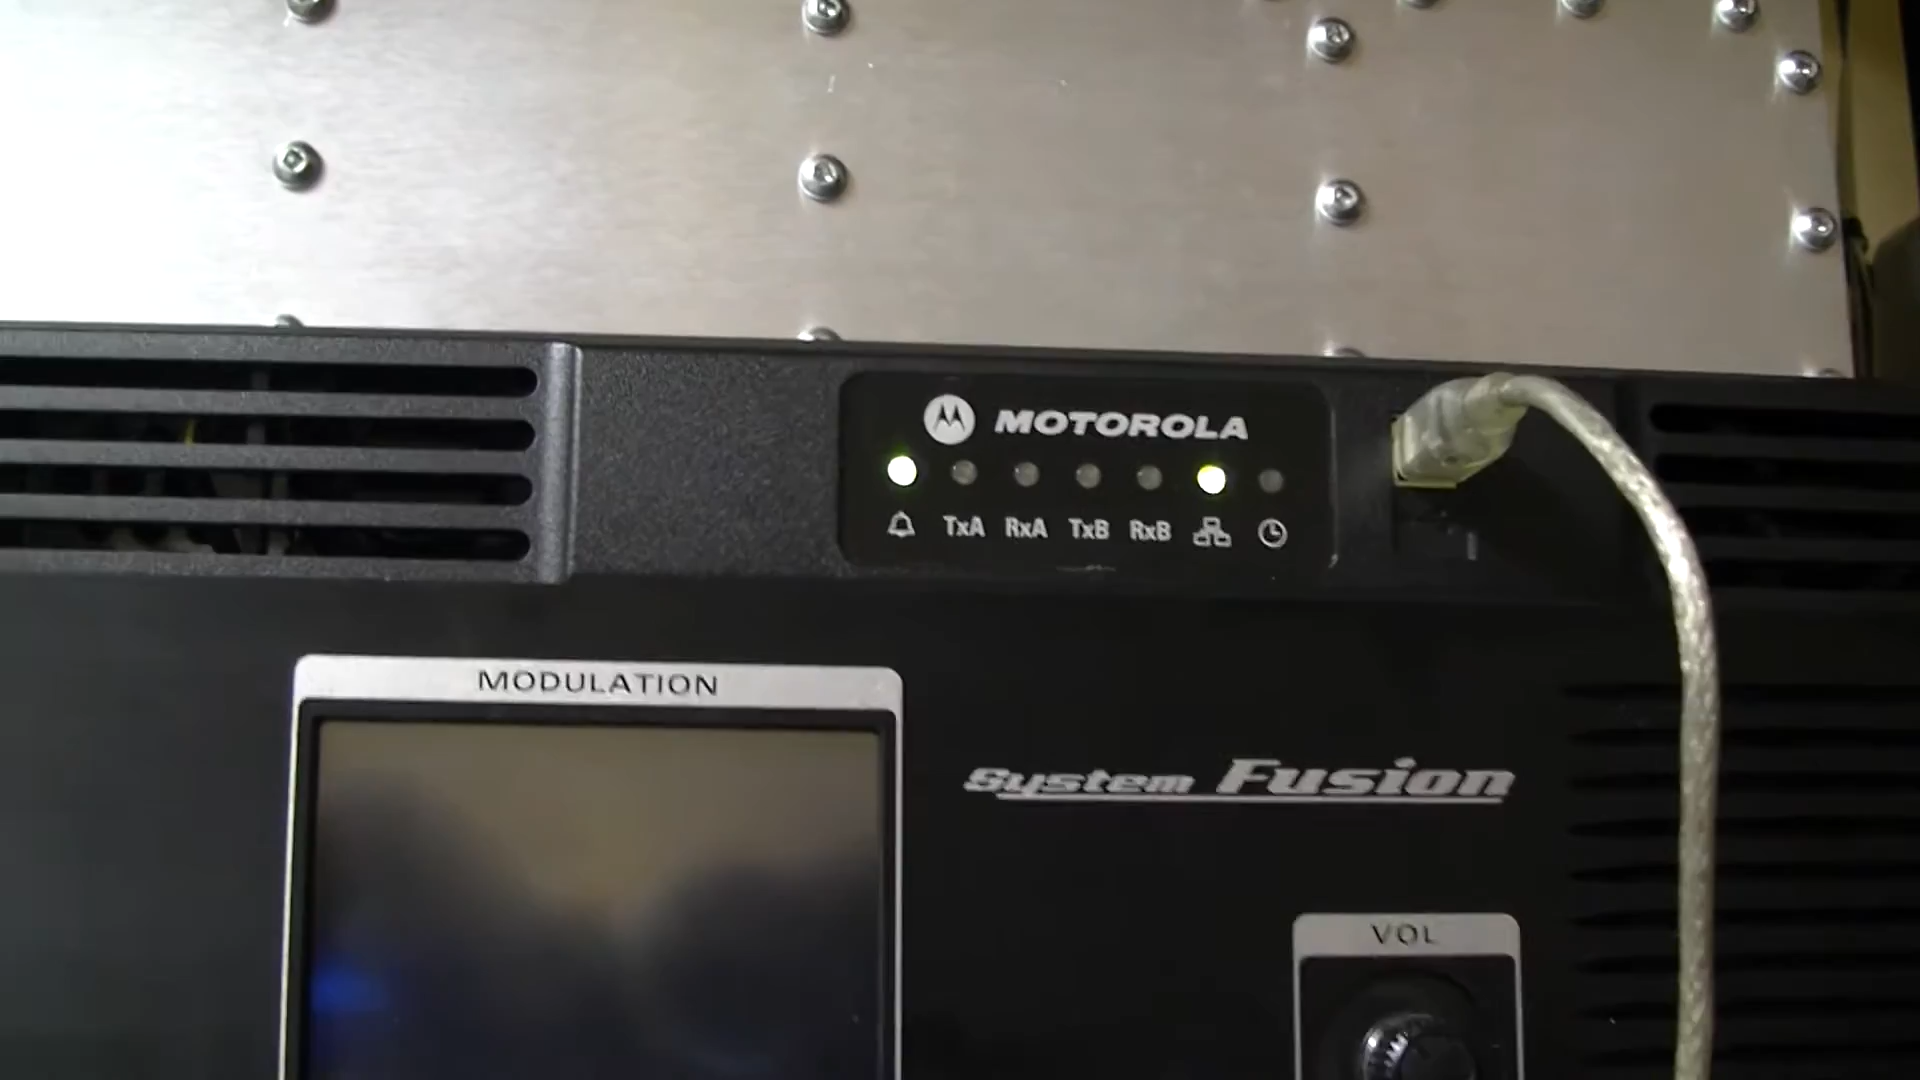 MOTOROLA
TxA RxA TxB RxB
MODULATION
System Fusion
VOL